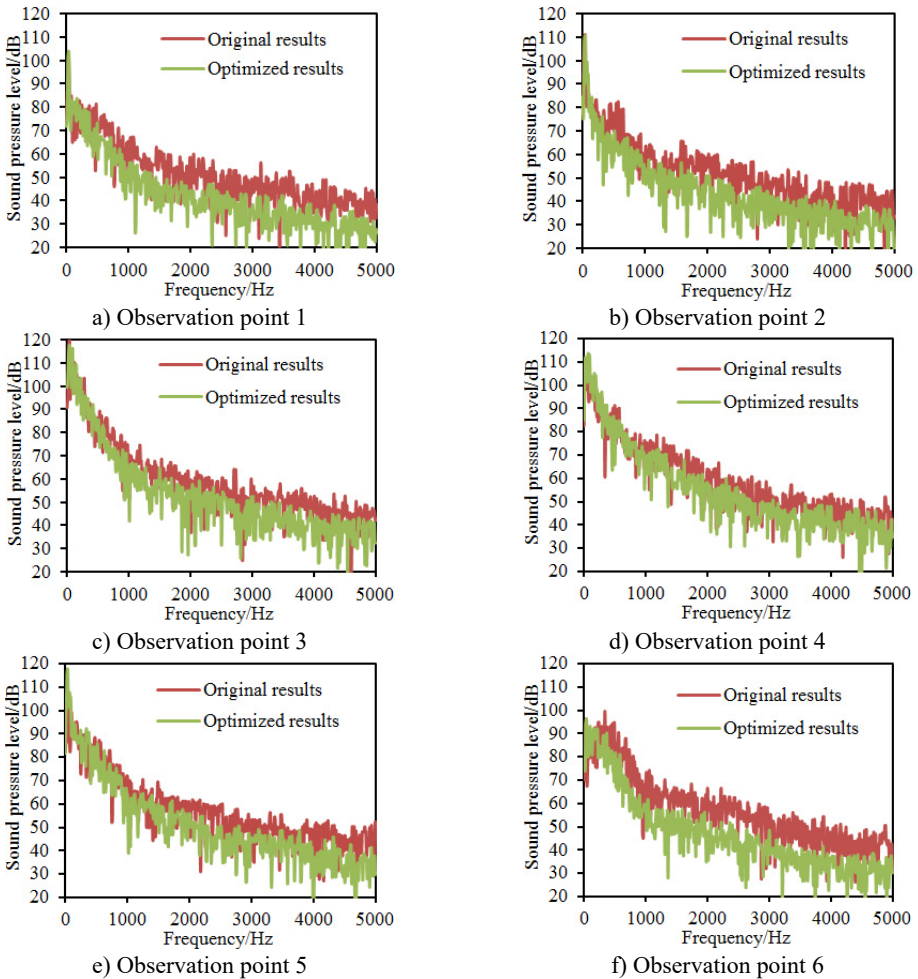 120
110
100
90
80
70
60
50
40
30
20
Sound pressure level/dB
Original results
Optimized results
0 1000 2000 3000 4000 5000
Frequency/Hz
a) Observation point 1
120
110
100
90
80
70
60
50
40
30
20
Sound pressure level/dB
Original results
Optimized results
0 1000 2000 3000 4000 5000
Frequency/Hz
b) Observation point 2
120
110
100
90
80
70
60
50
40
30
20
Sound pressure level/dB
Original results
Optimized results
0 1000 2000 3000 4000 5000
Frequency/Hz
c) Observation point 3
120
110
100
90
80
70
60
50
40
30
20
Sound pressure level/dB
Original results
Optimized results
0 1000 2000 3000 4000 5000
Frequency/Hz
d) Observation point 4
120
110
100
90
80
70
60
50
40
30
20
Sound pressure level/dB
Original results
Optimized results
0 1000 2000 3000 4000 5000
Frequency/Hz
e) Observation point 5
120
110
100
90
80
70
60
50
40
30
20
Sound pressure level/dB
Original results
Optimized results
0 1000 2000 3000 4000 5000
Frequency/Hz
f) Observation point 6